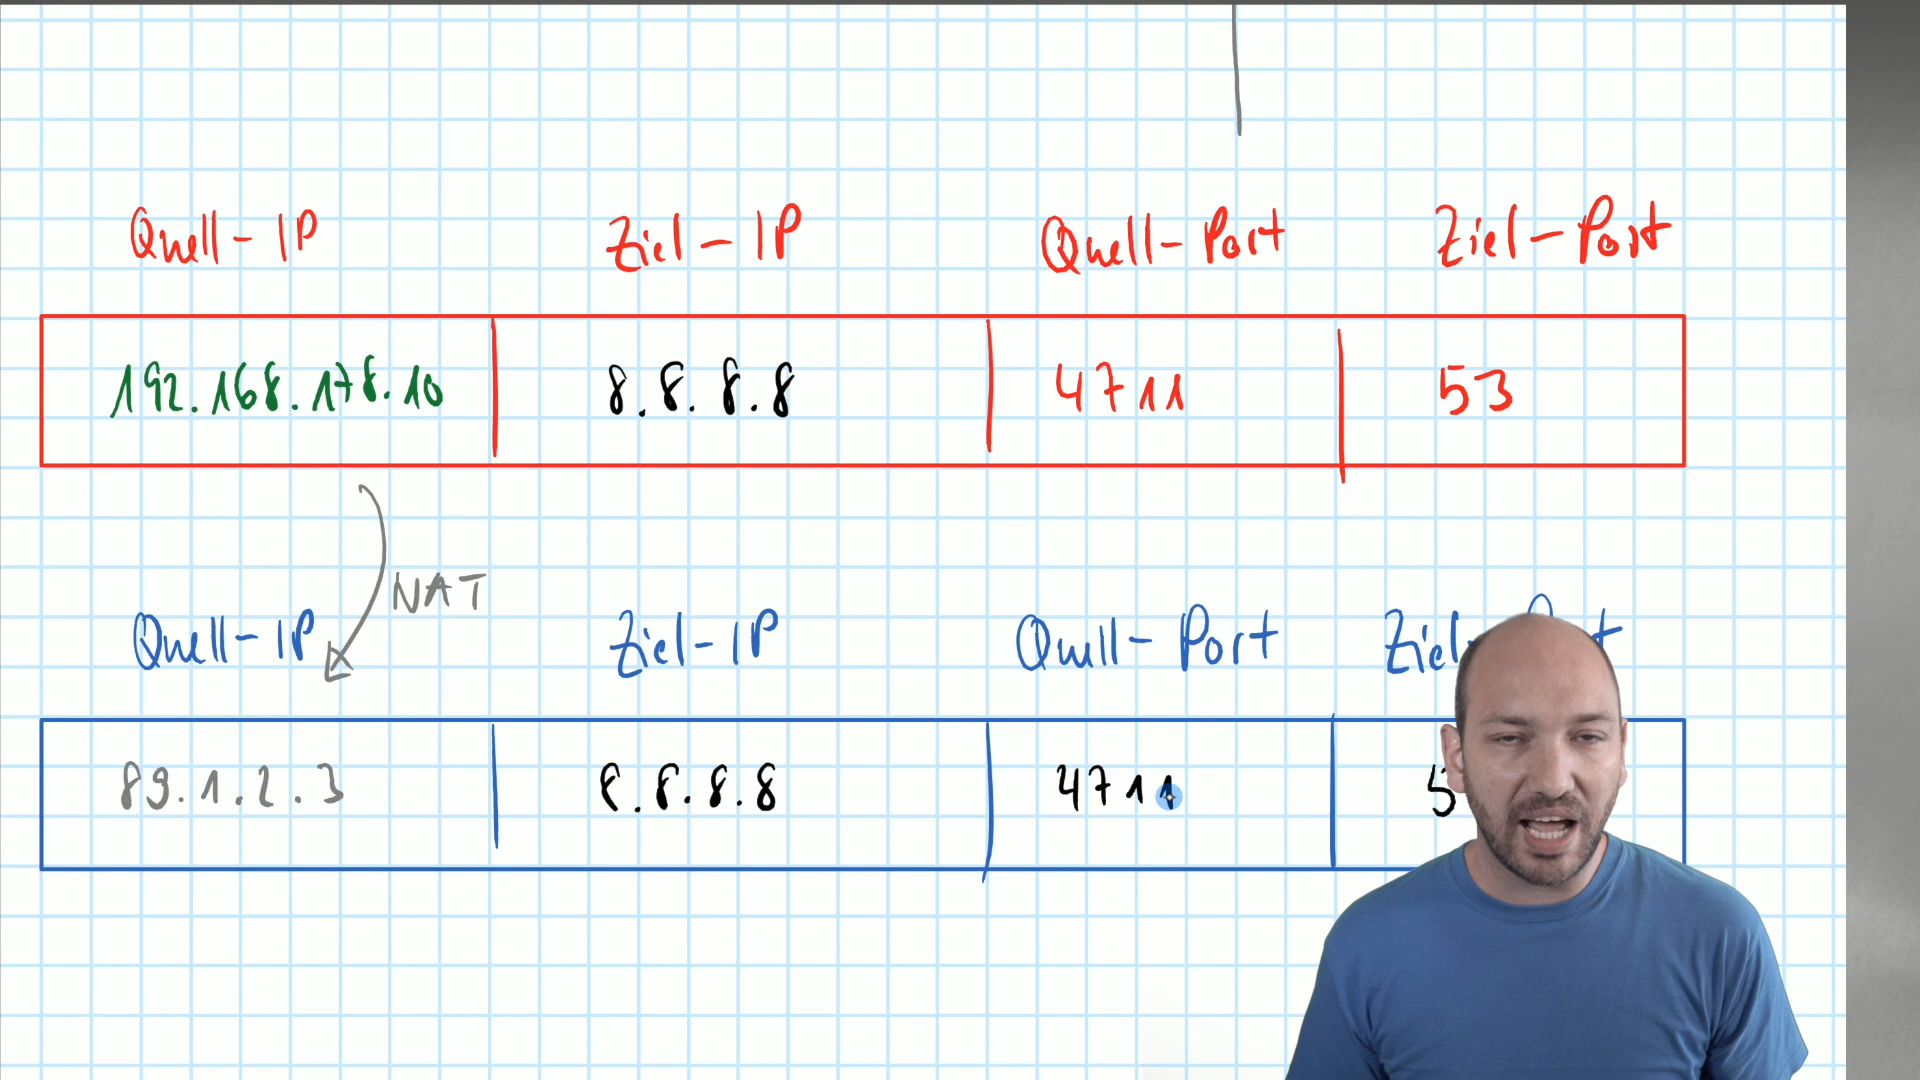 Quell-IP Ziel-IP Quell-Port Ziel-Port
192.168.178.10 8.8.8.8 4711 53
NAT
Quell-IP Ziel-IP Quell-Port
89.1.2.3 8.8.8.8 4711 5